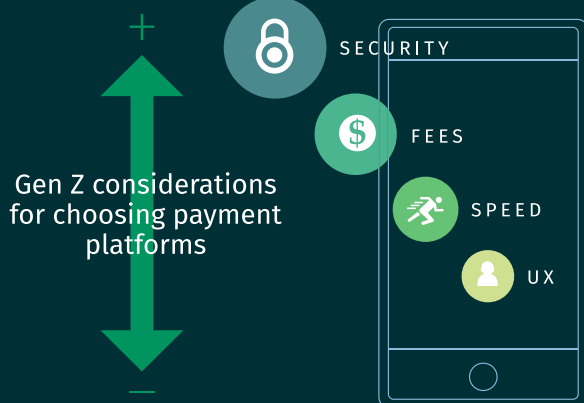 +
SECURITY
$
FEES
Gen Z considerations
for choosing payment
platforms
SPEED
UX
−